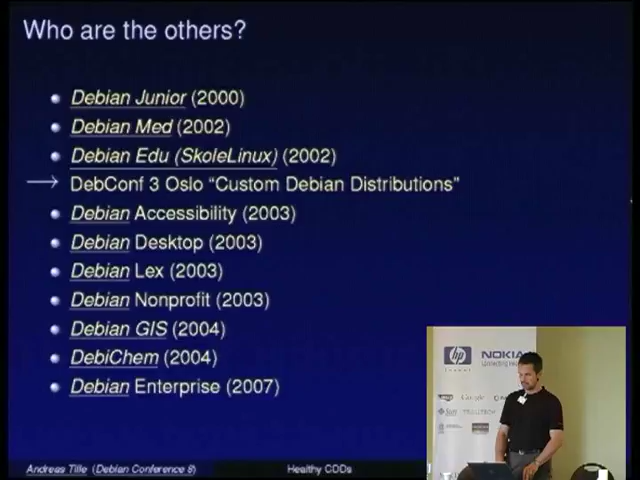 Who are the others?
Debian Junior (2000)
Debian Med (2002)
Debian Edu (SkoleLinux) (2002)
→ DebConf 3 Oslo “Custom Debian Distributions”
Debian Accessibility (2003)
Debian Desktop (2003)
Debian Lex (2003)
Debian Nonprofit (2003)
Debian GIS (2004)
DebiChem (2004)
Debian Enterprise (2007)
hp
invent
NOKIA
Google
Sun
Andreas Tille (Debian Conference 8)
Healthy CDDs